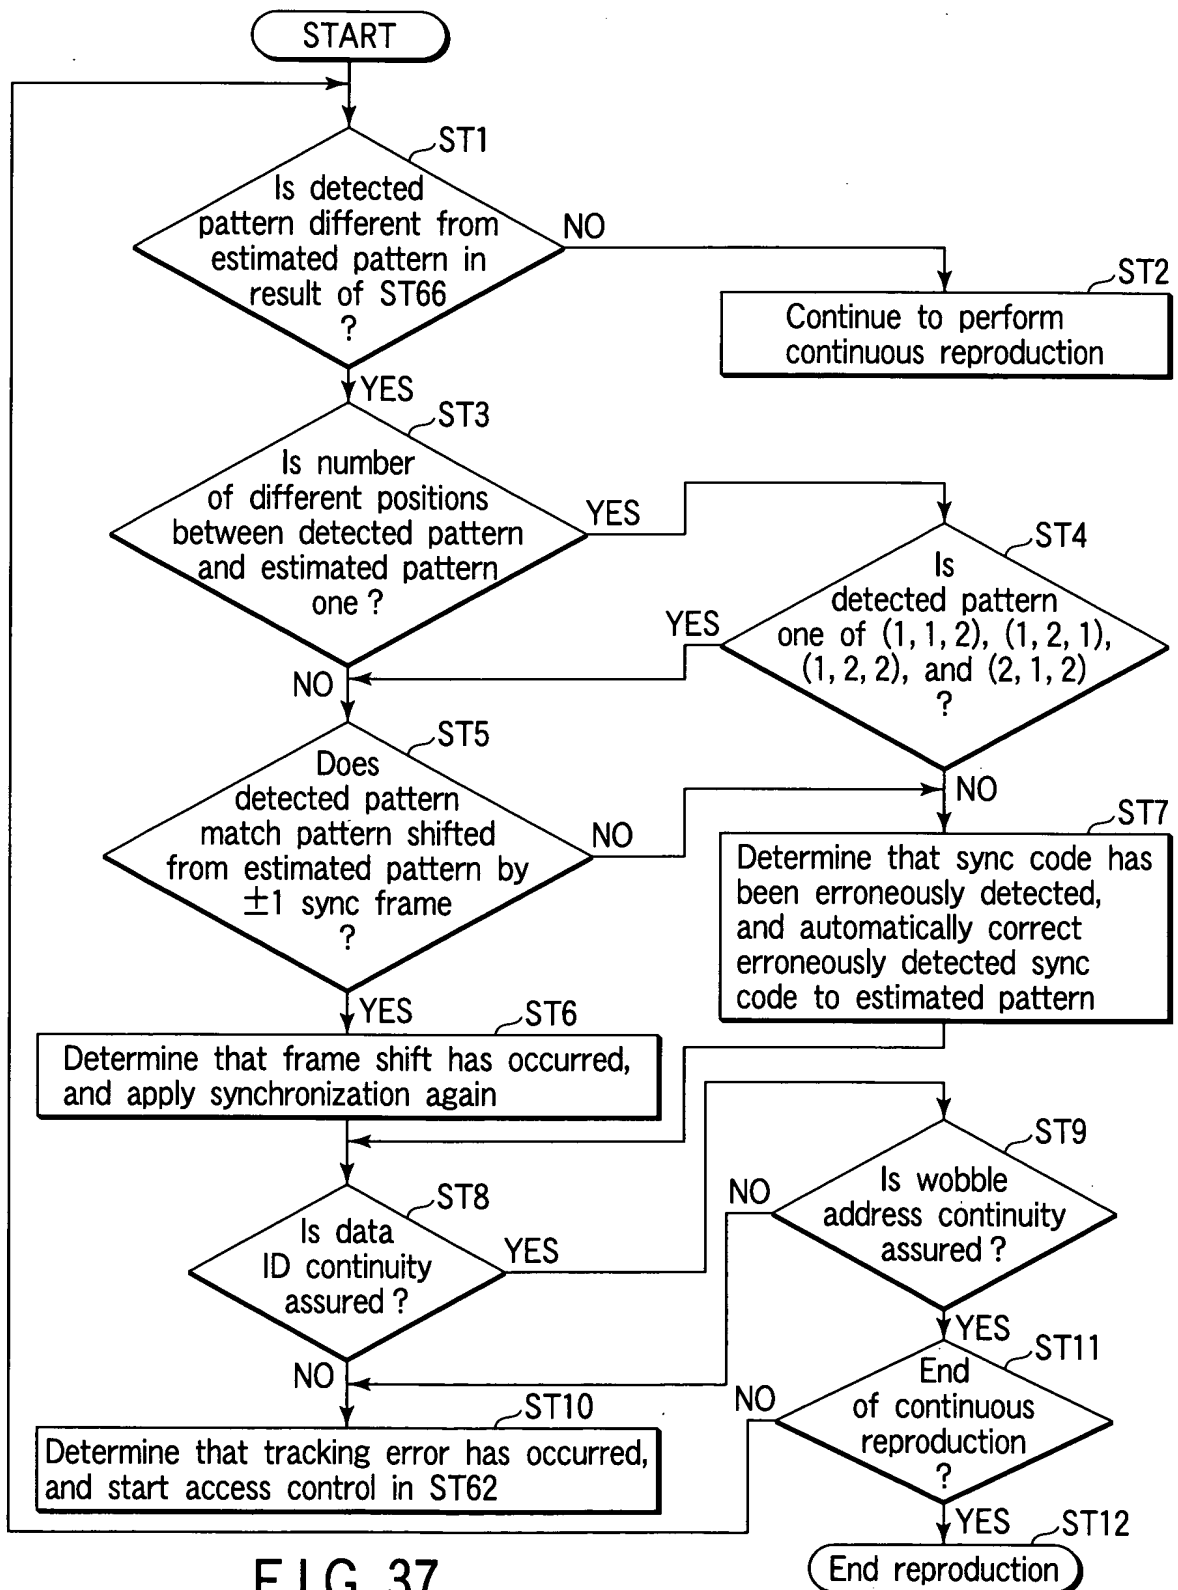 START
ST1
Is detected
pattern different from
estimated pattern in
result of ST66
?
NO
ST2
Continue to perform
continuous reproduction
YES
ST3
Is number
of different positions
between detected pattern
and estimated pattern
one ?
YES
ST4
Is
detected pattern
one of (1, 1, 2), (1, 2, 1),
(1, 2, 2), and (2, 1, 2)
?
YES
NO
NO
ST5
Does
detected pattern
match pattern shifted
from estimated pattern by
±1 sync frame
?
NO
ST7
Determine that sync code has
been erroneously detected,
and automatically correct
erroneously detected sync
code to estimated pattern
YES
ST6
Determine that frame shift has occurred,
and apply synchronization again
ST8
Is data
ID continuity
assured ?
YES
ST9
Is wobble
address continuity
assured ?
NO
YES
NO
ST10
Determine that tracking error has occurred,
and start access control in ST62
ST11
End
of continuous
reproduction
?
NO
YES
ST12
End reproduction
FIG. 37